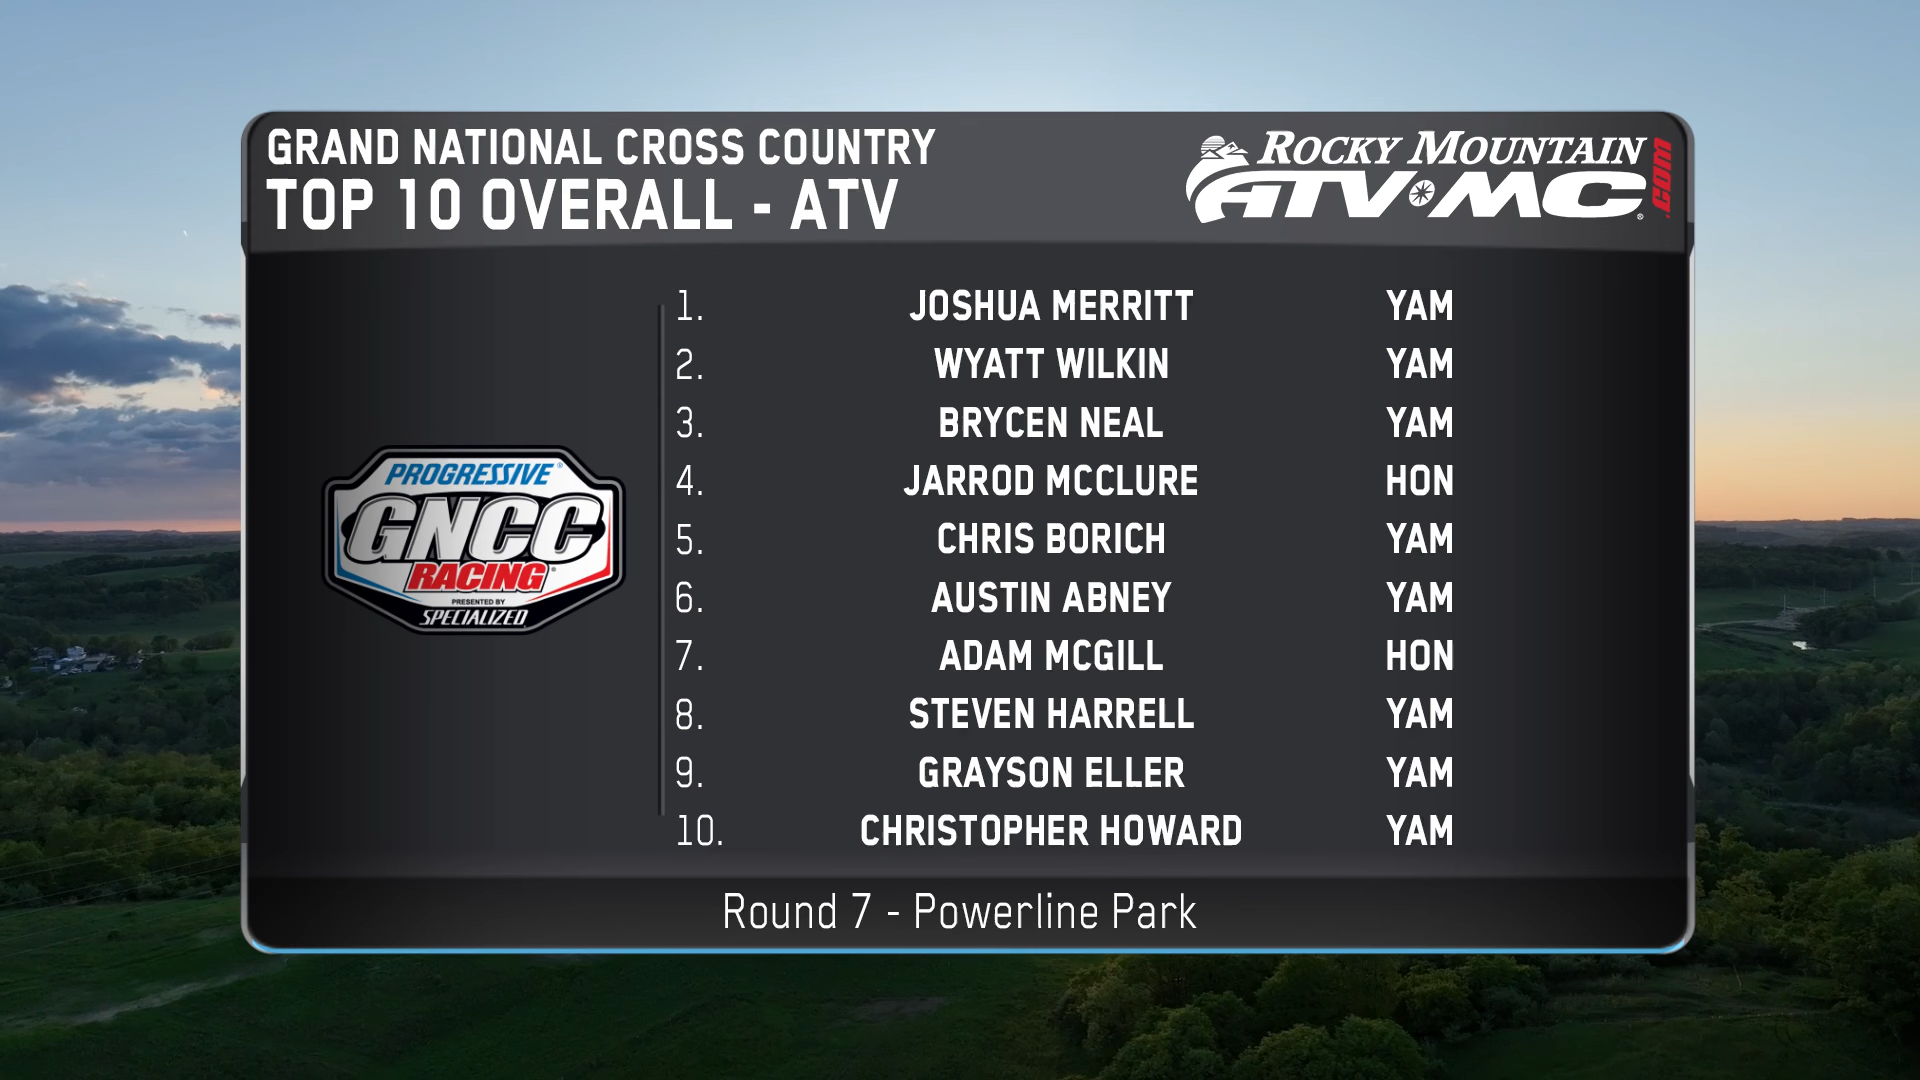 GRAND NATIONAL CROSS COUNTRY
TOP 10 OVERALL - ATV
ROCKY MOUNTAIN
ATV MC®
.COM
PROGRESSIVE®
GNCC
RACING®
PRESENTED BY
SPECIALIZED
1. JOSHUA MERRITT YAM
2. WYATT WILKIN YAM
3. BRYCEN NEAL YAM
4. JARROD MCCLURE HON
5. CHRIS BORICH YAM
6. AUSTIN ABNEY YAM
7. ADAM MCGILL HON
8. STEVEN HARRELL YAM
9. GRAYSON ELLER YAM
10. CHRISTOPHER HOWARD YAM
Round 7 - Powerline Park